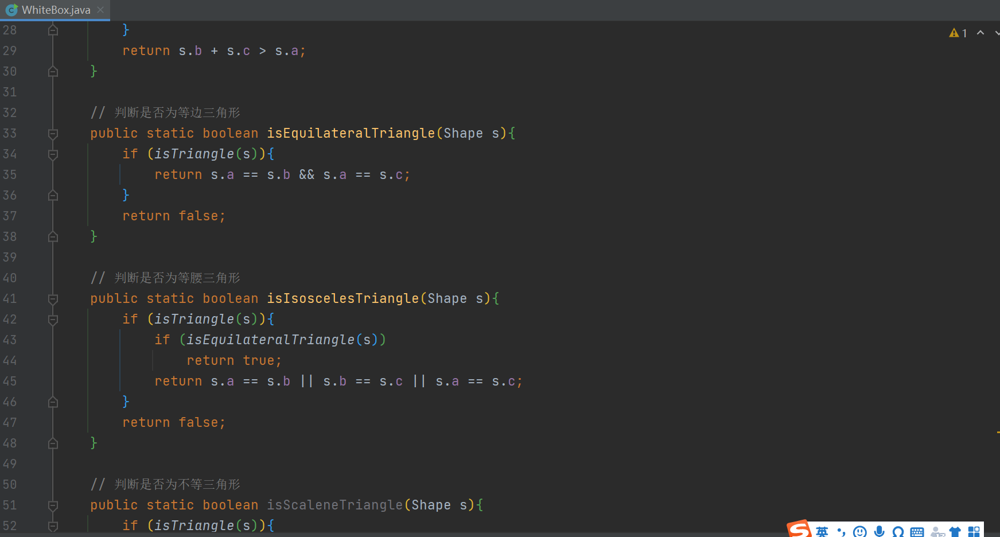 WhiteBox.java
1
28 }
29 return s.b + s.c > s.a;
30 }
31
32 // 判断是否为等边三角形
33 public static boolean isEquilateralTriangle(Shape s){
34 if (isTriangle(s)){
35 return s.a == s.b && s.a == s.c;
36 }
37 return false;
38 }
39
40 // 判断是否为等腰三角形
41 public static boolean isIsoscelesTriangle(Shape s){
42 if (isTriangle(s)){
43 if (isEquilateralTriangle(s))
44 return true;
45 return s.a == s.b || s.b == s.c || s.a == s.c;
46 }
47 return false;
48 }
49
50 // 判断是否为不等三角形
51 public static boolean isScaleneTriangle(Shape s){
52 if (isTriangle(s)){
英